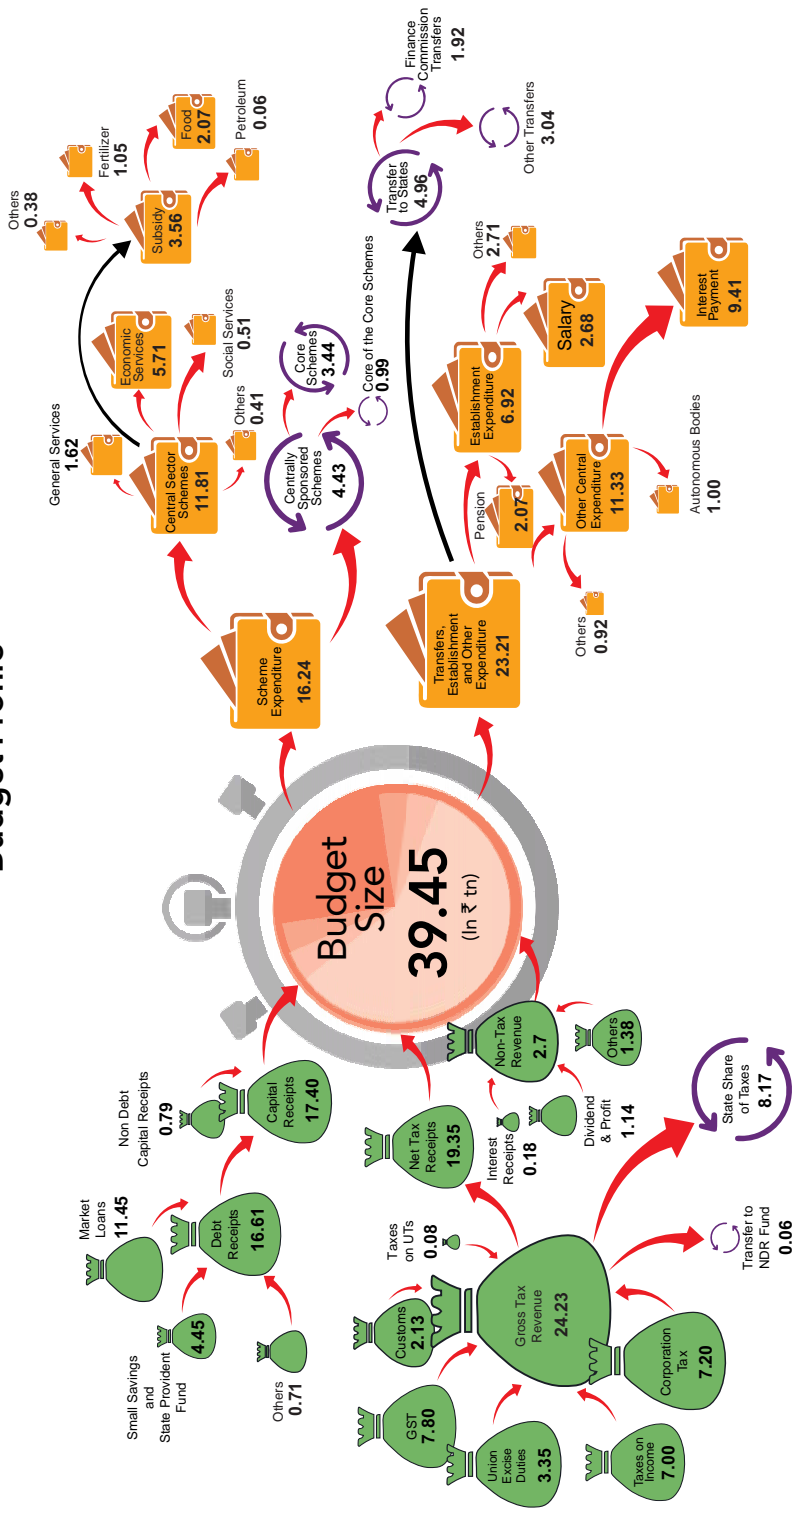 Small Savings
and
State Provident
Fund
4.45
Market
Loans
11.45
Others
0.71
Debt
Receipts
16.61
Non Debt
Capital Receipts
0.79
Capital
Receipts
17.40
GST
7.80
Customs
2.13
Taxes
on UTs
0.08
Union
Excise
Duties
3.35
Taxes on
Income
7.00
Corporation
Tax
7.20
Gross Tax
Revenue
24.23
Net Tax
Receipts
19.35
Transfer to
NDR Fund
0.06
State Share
of Taxes
8.17
Interest
Receipts
0.18
Dividend
& Profit
1.14
Others
1.38
Non-Tax
Revenue
2.7
Budget
Size
39.45
(In ₹ tn)
Scheme
Expenditure
16.24
Central Sector
Schemes
11.81
General Services
1.62
Economic
Services
5.71
Social Services
0.51
Others
0.41
Subsidy
3.56
Others
0.38
Fertilizer
1.05
Food
2.07
Petroleum
0.06
Centrally
Sponsored
Schemes
4.43
Core
Schemes
3.44
Core of the Core Schemes
0.99
Transfers,
Establishment
and Other
Expenditure
23.21
Transfer
to States
4.96
Finance
Commission
Transfers
1.92
Other Transfers
3.04
Establishment
Expenditure
6.92
Pension
2.07
Others
2.71
Salary
2.68
Other Central
Expenditure
11.33
Others
0.92
Autonomous Bodies
1.00
Interest
Payment
9.41